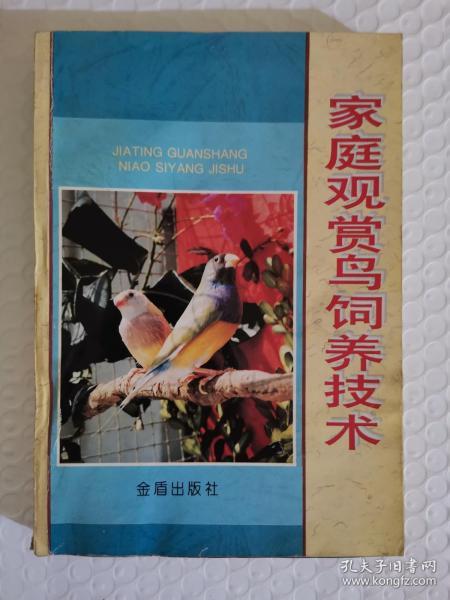 家庭观赏鸟饲养技术
JIATING GUANSHANG
NIAO SIYANG JISHU
金盾出版社
孔夫子旧书网
www.kongfz.com